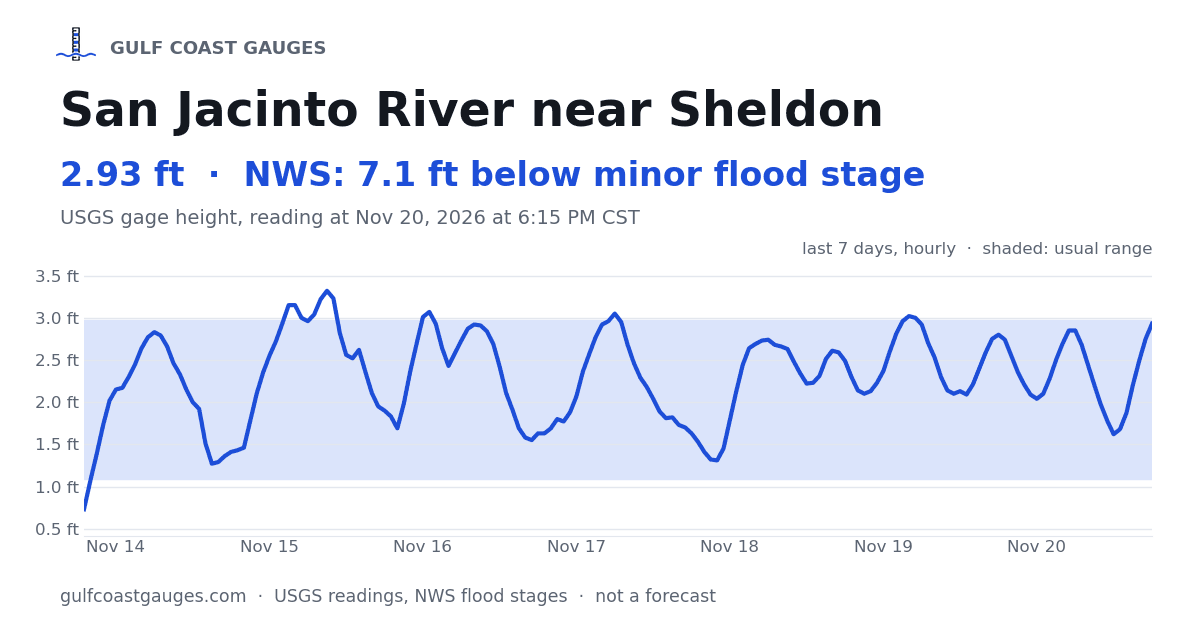 GULF COAST GAUGES
San Jacinto River near Sheldon
2.93 ft · NWS: 7.1 ft below minor flood stage
USGS gage height, reading at Nov 20, 2026 at 6:15 PM CST
last 7 days, hourly · shaded: usual range
3.5 ft
3.0 ft
2.5 ft
2.0 ft
1.5 ft
1.0 ft
0.5 ft
Nov 14 Nov 15 Nov 16 Nov 17 Nov 18 Nov 19 Nov 20
gulfcoastgauges.com · USGS readings, NWS flood stages · not a forecast